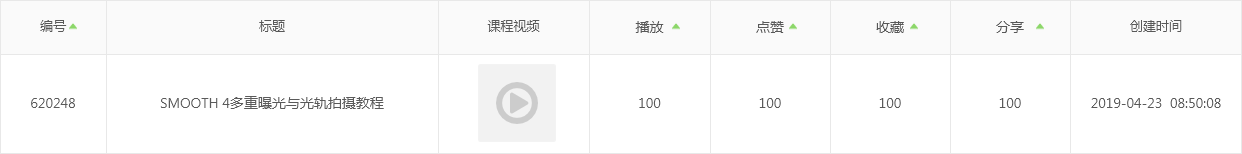 编号 标题 课程视频 播放 点赞 收藏 分享 创建时间
620248 SMOOTH 4多重曝光与光轨拍摄教程 100 100 100 100 2019-04-23 08:50:08